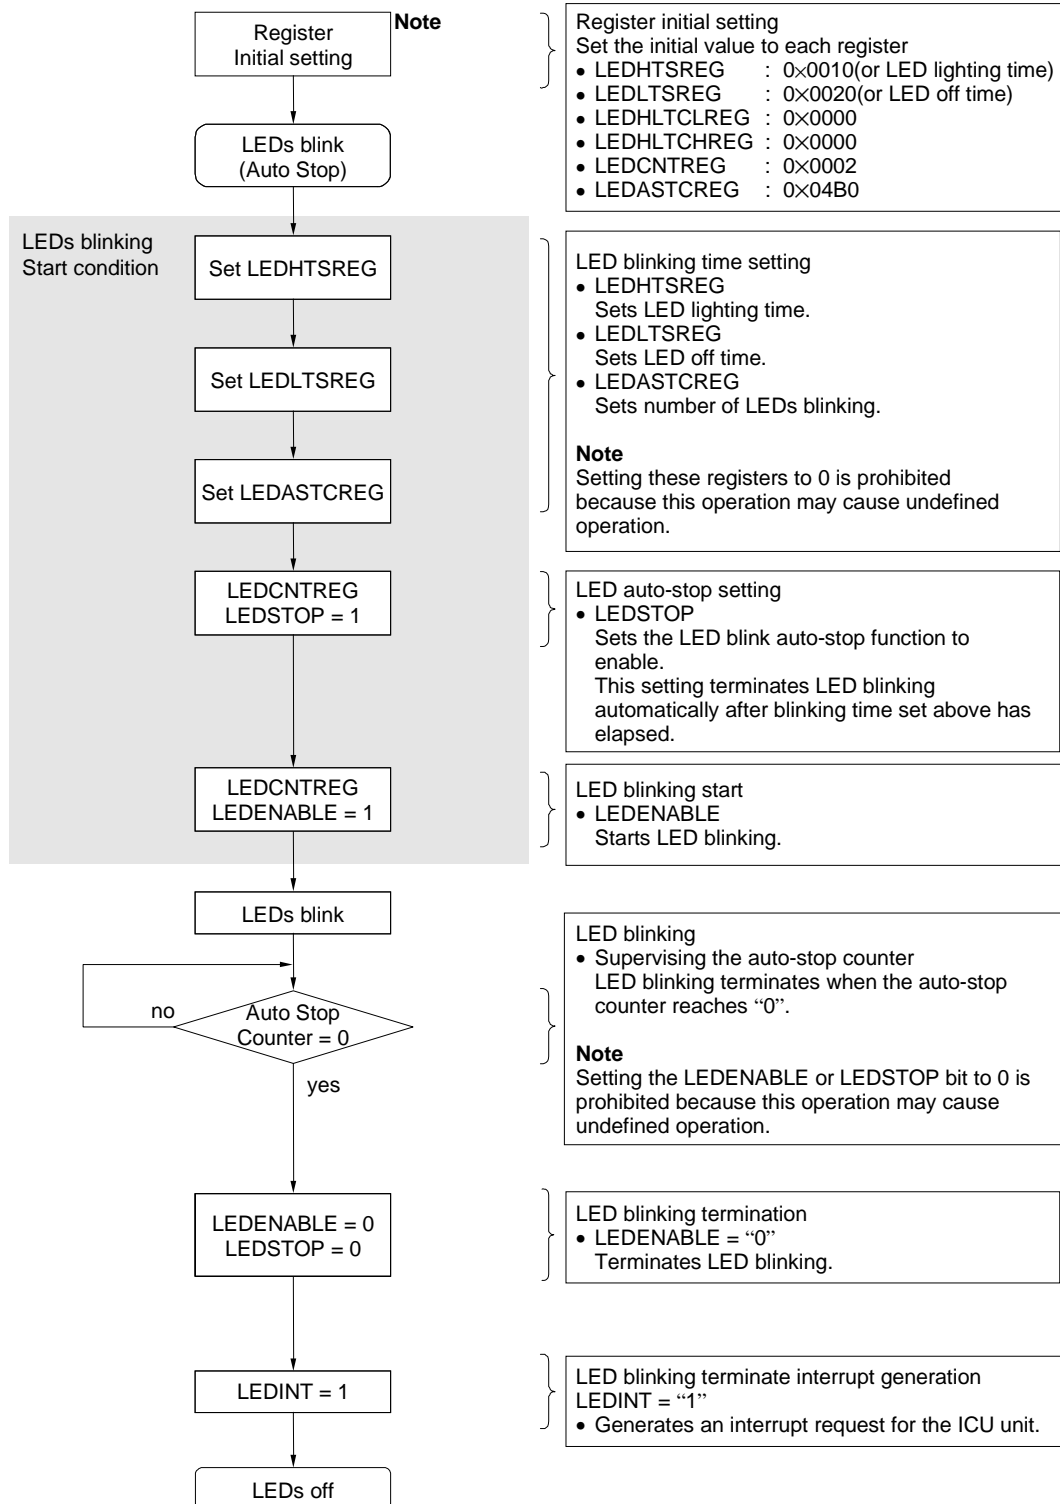 Register
Initial setting
Note
Register initial setting
Set the initial value to each register
• LEDHTSREG : 0×0010(or LED lighting time)
• LEDLTSREG : 0×0020(or LED off time)
• LEDHLTCLREG : 0×0000
• LEDHLTCHREG : 0×0000
• LEDCNTREG : 0×0002
• LEDASTCREG : 0×04B0
LEDs blink
(Auto Stop)
LEDs blinking
Start condition
Set LEDHTSREG
Set LEDLTSREG
Set LEDASTCREG
LED blinking time setting
• LEDHTSREG
Sets LED lighting time.
• LEDLTSREG
Sets LED off time.
• LEDASTCREG
Sets number of LEDs blinking.
Note
Setting these registers to 0 is prohibited
because this operation may cause undefined
operation.
LEDCNTREG
LEDSTOP = 1
LED auto-stop setting
• LEDSTOP
Sets the LED blink auto-stop function to
enable.
This setting terminates LED blinking
automatically after blinking time set above has
elapsed.
LEDCNTREG
LEDENABLE = 1
LED blinking start
• LEDENABLE
Starts LED blinking.
LEDs blink
no
Auto Stop
Counter = 0
yes
LED blinking
• Supervising the auto-stop counter
LED blinking terminates when the auto-stop
counter reaches “0”.
Note
Setting the LEDENABLE or LEDSTOP bit to 0 is
prohibited because this operation may cause
undefined operation.
LEDENABLE = 0
LEDSTOP = 0
LED blinking termination
• LEDENABLE = “0”
Terminates LED blinking.
LEDINT = 1
LED blinking terminate interrupt generation
LEDINT = “1”
• Generates an interrupt request for the ICU unit.
LEDs off